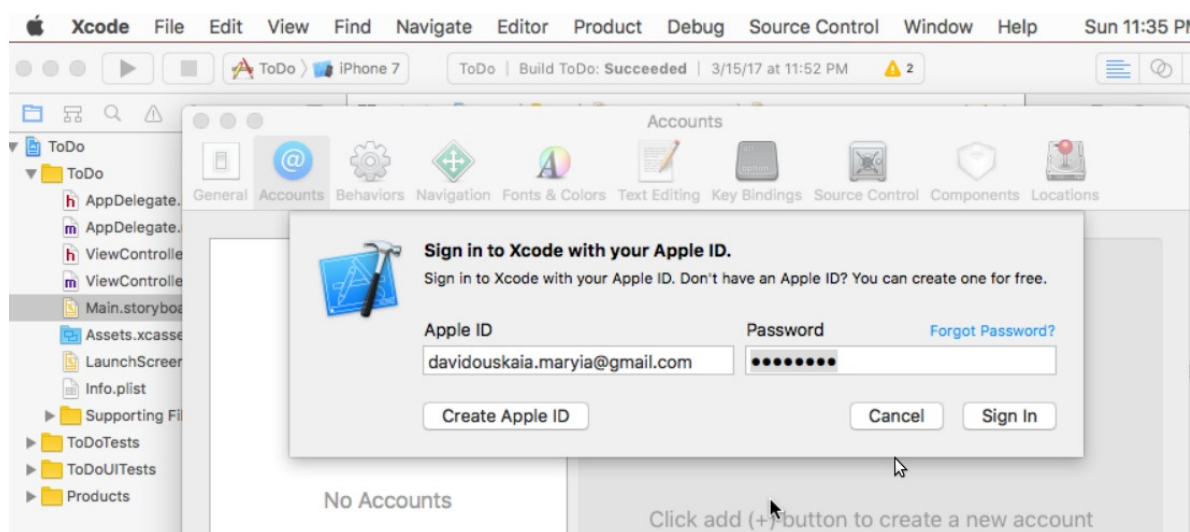 Xcode File Edit View Find Navigate Editor Product Debug Source Control Window Help Sun 11:35 PM
ToDo iPhone 7 ToDo | Build ToDo: Succeeded | 3/15/17 at 11:52 PM 2
Accounts
General Accounts Behaviors Navigation Fonts & Colors Text Editing Key Bindings Source Control Components Locations
ToDo
ToDo
AppDelegate.
AppDelegate.
ViewControlle
ViewControlle
Main.storyboa
Assets.xcasse
LaunchScreer
Info.plist
Supporting Fi
ToDoTests
ToDoUITests
Products
Sign in to Xcode with your Apple ID.
Sign in to Xcode with your Apple ID. Don't have an Apple ID? You can create one for free.
Apple ID Password Forgot Password?
davidouskaia.maryia@gmail.com ••••••••
Create Apple ID Cancel Sign In
No Accounts
Click add (+) button to create a new account